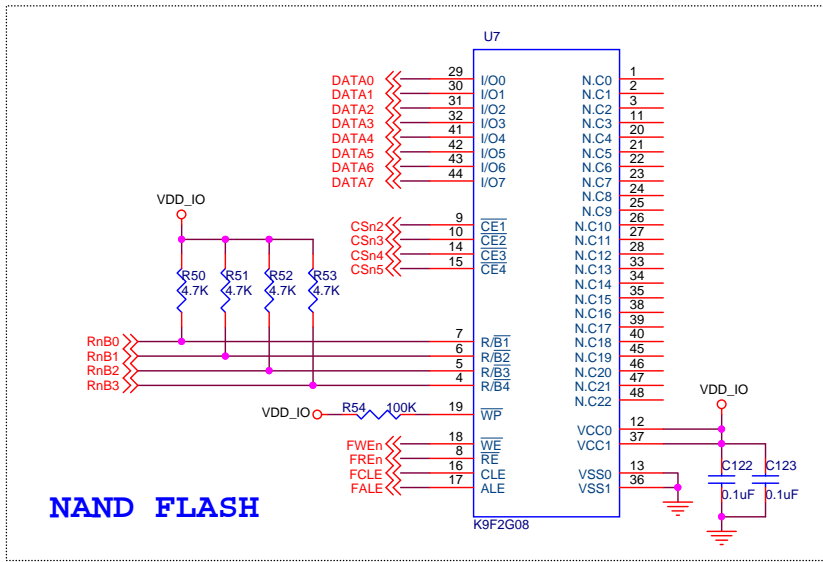 U7
DATA0 29 I/O0 N.C0 1
DATA1 30 I/O1 N.C1 2
DATA2 31 I/O2 N.C2 3
DATA3 32 I/O3 N.C3 11
DATA4 41 I/O4 N.C4 20
DATA5 42 I/O5 N.C5 21
DATA6 43 I/O6 N.C6 22
DATA7 44 I/O7 N.C7 23
N.C8 24
N.C9 25
VDD_IO
CSn2 9 CE1 N.C10 26
CSn3 10 CE2 N.C11 27
CSn4 14 CE3 N.C12 28
CSn5 15 CE4 N.C13 33
N.C14 34
R50 R51 R52 R53
4.7K 4.7K 4.7K 4.7K
N.C15 35
N.C16 38
N.C17 39
RnB0 7 R/B1 N.C18 40
RnB1 6 R/B2 N.C19 45
RnB2 5 R/B3 N.C20 46
RnB3 4 R/B4 N.C21 47
N.C22 48
VDD_IO
VDD_IO R54 100K 19 WP
VCC0 12
FWEn 18 WE VCC1 37
FREn 8 RE
FCLE 16 CLE VSS0 13
FALE 17 ALE VSS1 36
C122 C123
0.1uF 0.1uF
NAND FLASH
K9F2G08